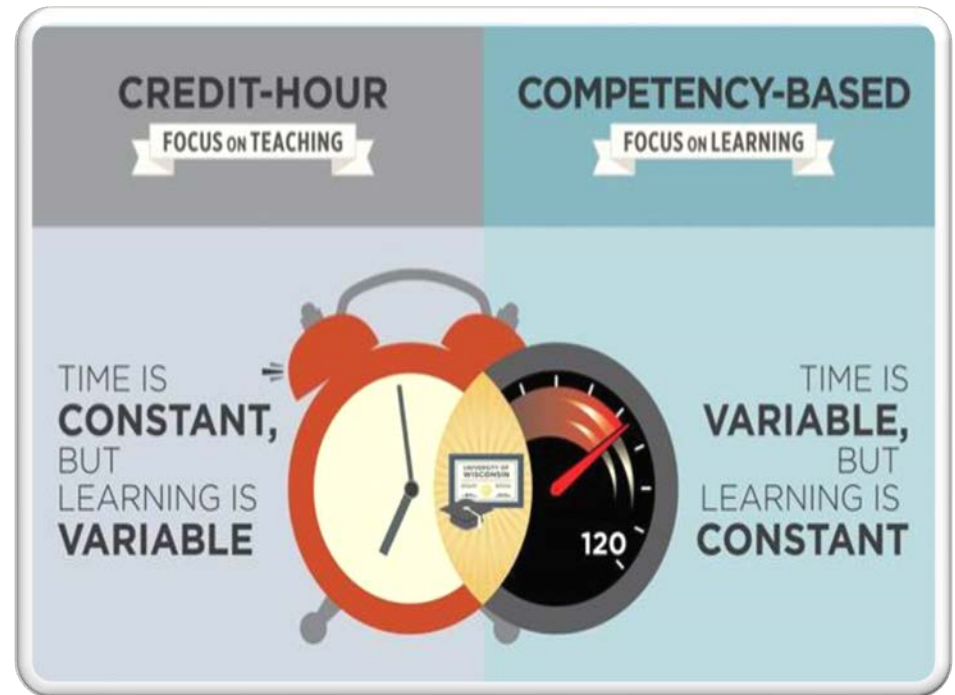 CREDIT-HOUR
FOCUS ON TEACHING
COMPETENCY-BASED
FOCUS ON LEARNING
TIME IS
CONSTANT,
BUT
LEARNING IS
VARIABLE
UNIVERSITY OF
WISCONSIN
120
TIME IS
VARIABLE,
BUT
LEARNING IS
CONSTANT